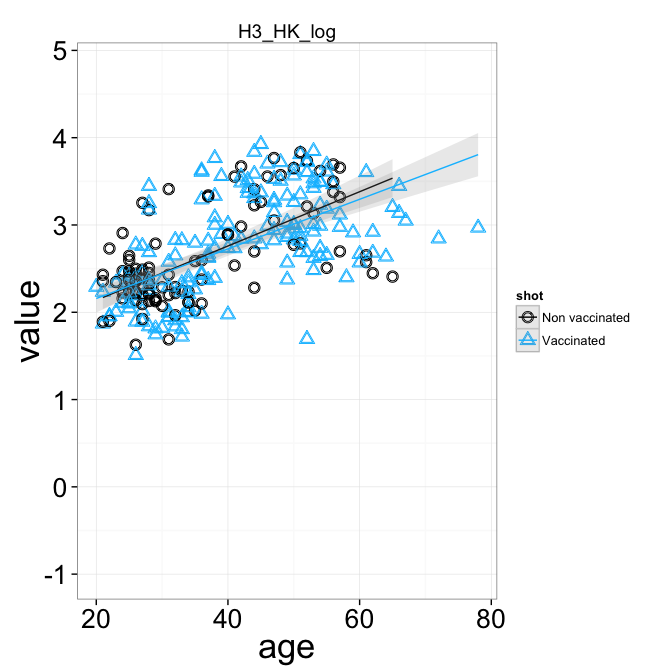 H3_HK_log
5
4
3
2
1
0
-1
value
20 40 60 80
age
shot
Non vaccinated
Vaccinated